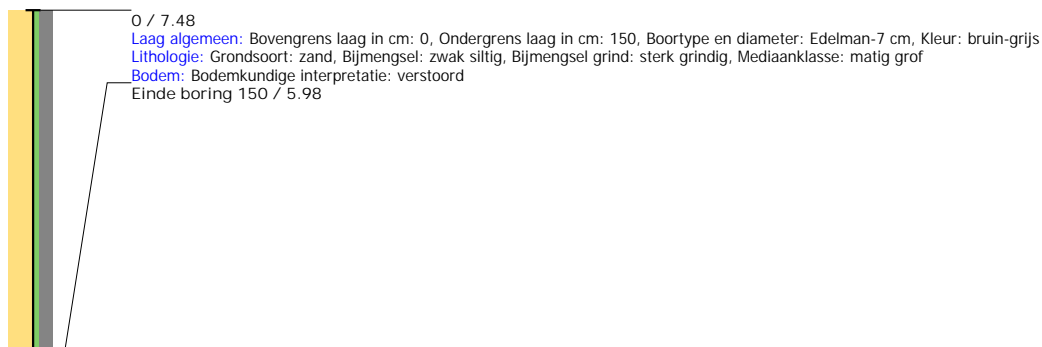 0 / 7.48
Laag algemeen: Bovengrens laag in cm: 0, Ondergrens laag in cm: 150, Boortype en diameter: Edelman-7 cm, Kleur: bruin-grijs
Lithologie: Grondsoort: zand, Bijmengsel: zwak siltig, Bijmengsel grind: sterk grindig, Mediaanklasse: matig grof
Bodem: Bodemkundige interpretatie: verstoord
Einde boring 150 / 5.98